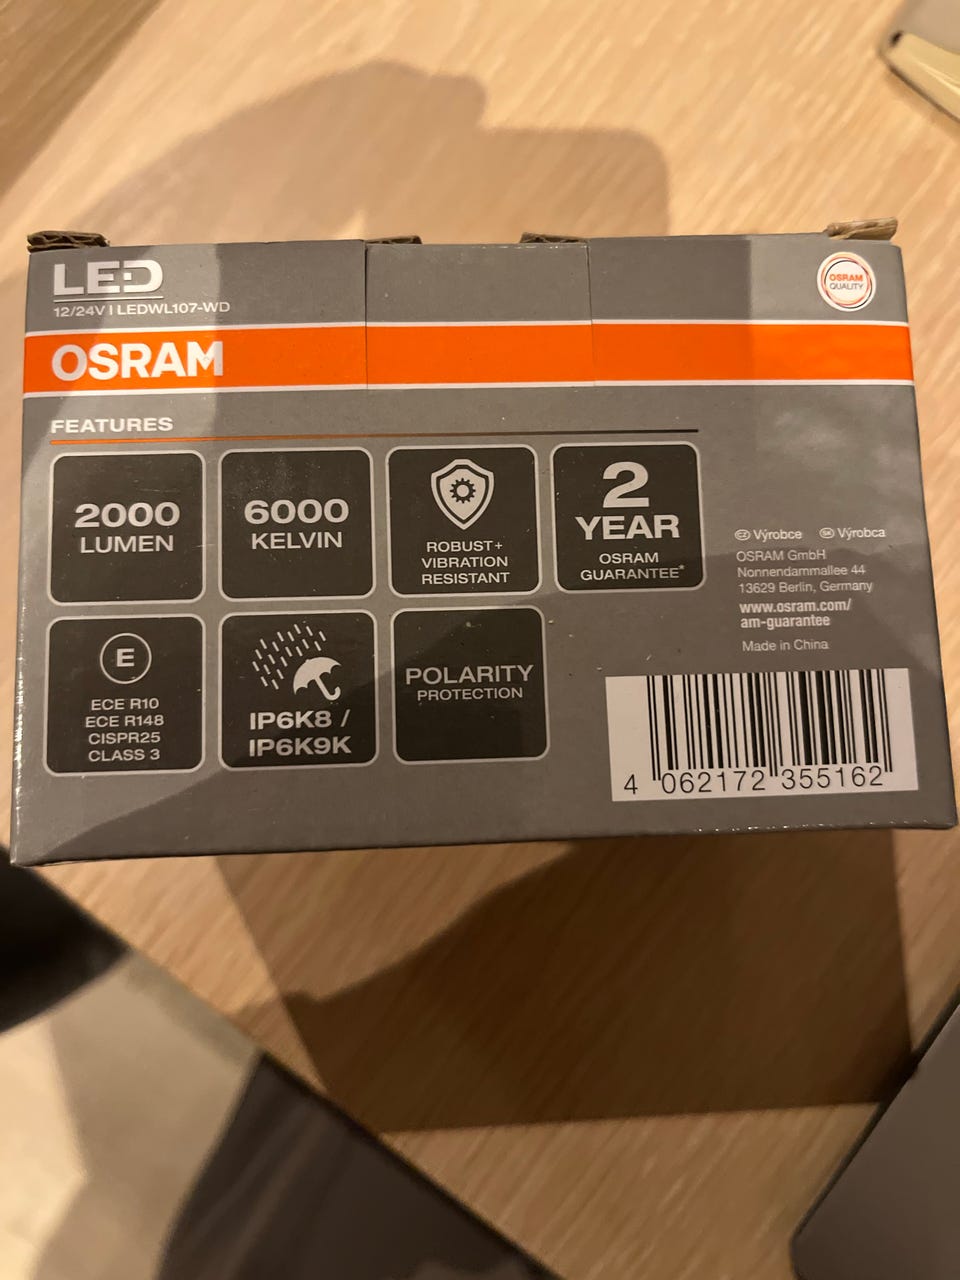 LED
12/24V | LEDWL107-WD
OSRAM
QUALITY
OSRAM
FEATURES
2000
LUMEN
6000
KELVIN
ROBUST+
VIBRATION
RESISTANT
2
YEAR
OSRAM
GUARANTEE*
E
ECE R10
ECE R148
CISPR25
CLASS 3
IP6K8 /
IP6K9K
POLARITY
PROTECTION
CZ Výrobce SK Výrobca
OSRAM GmbH
Nonnendammallee 44
13629 Berlin, Germany
www.osram.com/
am-guarantee
Made in China
4 062172 355162